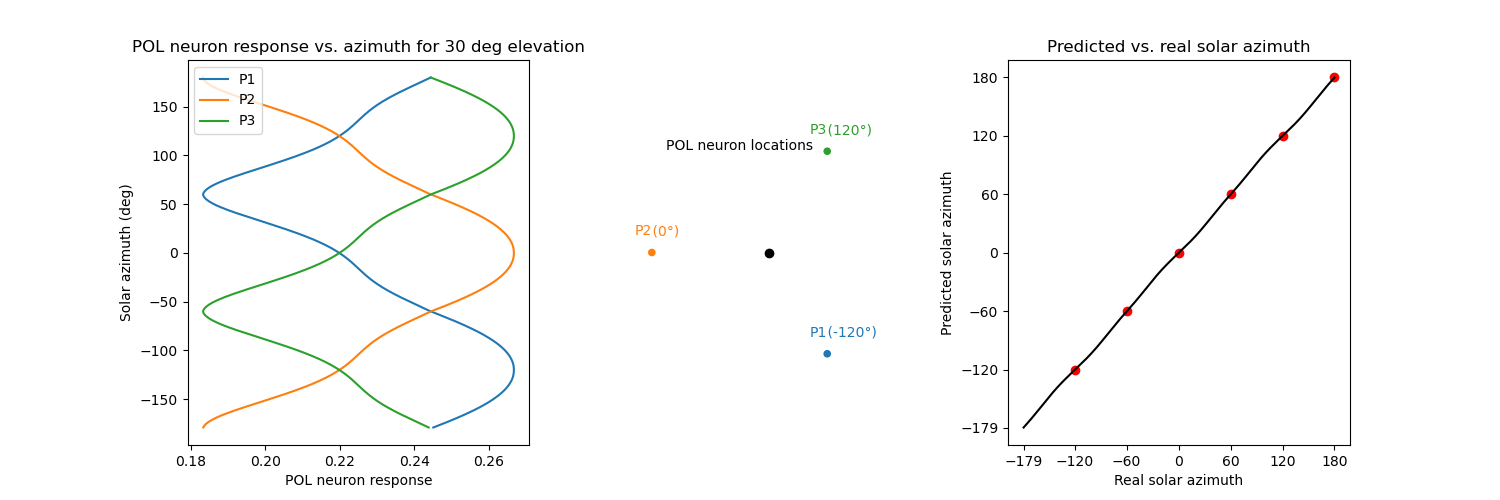 POL neuron response vs. azimuth for 30 deg elevation
P1
P2
P3
150
100
50
0
−50
−100
−150
Solar azimuth (deg)
0.18 0.20 0.22 0.24 0.26
POL neuron response
P3 (120°)
POL neuron locations
P2 (0°)
P1 (-120°)
Predicted vs. real solar azimuth
180
120
60
0
−60
−120
−179
Predicted solar azimuth
−179 −120 −60 0 60 120 180
Real solar azimuth